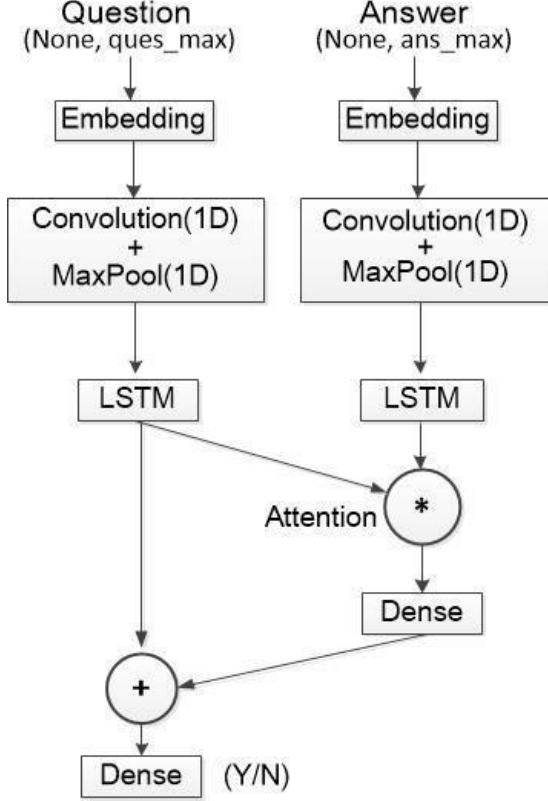 Question
(None, ques_max)
Answer
(None, ans_max)
Embedding
Embedding
Convolution(1D)
+
MaxPool(1D)
Convolution(1D)
+
MaxPool(1D)
LSTM
LSTM
Attention
*
Dense
+
Dense
(Y/N)